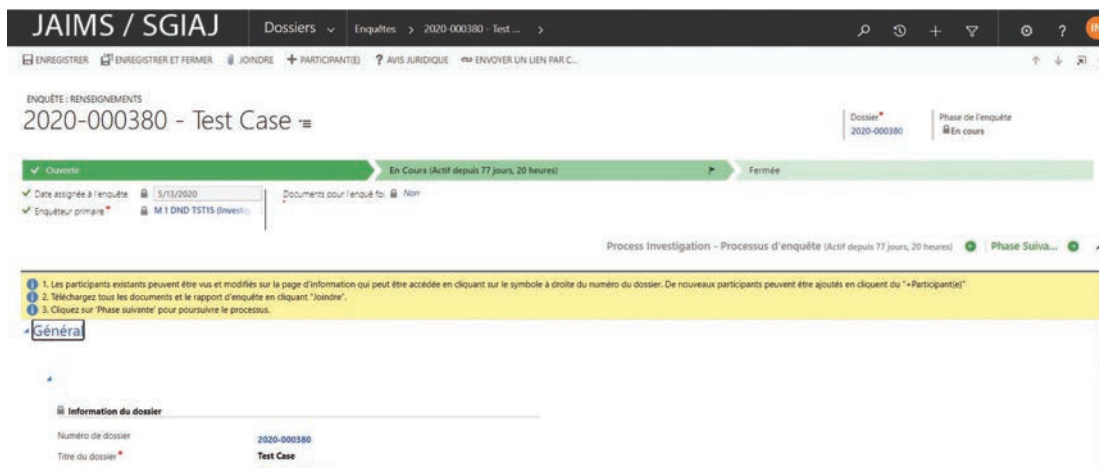 JAIMS / SGIAJ Dossiers Enquêtes > 2020-000380 - Test ... > ? IN
ENREGISTRER ENREGISTRER ET FERMER JOINDRE + PARTICIPANT(E) ? AVIS JURIDIQUE ENVOYER UN LIEN PAR C...
ENQUÊTE : RENSEIGNEMENTS
2020-000380 - Test Case
Dossier* Phase de l'enquête
2020-000380 En cours
Ouverte En Cours (Actif depuis 77 jours, 20 heures) Fermée
Date assignée à l'enquête 5/13/2020 Documents pour l'enquê foi Non
Enquêteur primaire* M 1 DND TST15 (Investig
Process Investigation - Processus d'enquête (Actif depuis 77 jours, 20 heures) Phase Suiva...
1. Les participants existants peuvent être vus et modifiés sur la page d'information qui peut être accédée en cliquant sur le symbole à droite du numéro du dossier. De nouveaux participants peuvent être ajoutés en cliquent du "+Participant(e)"
2. Téléchargez tous les documents et le rapport d'enquête en cliquant "Joindre".
3. Cliquez sur 'Phase suivante' pour poursuivre le processus.
Général
Information du dossier
Numéro de dossier 2020-000380
Titre du dossier* Test Case